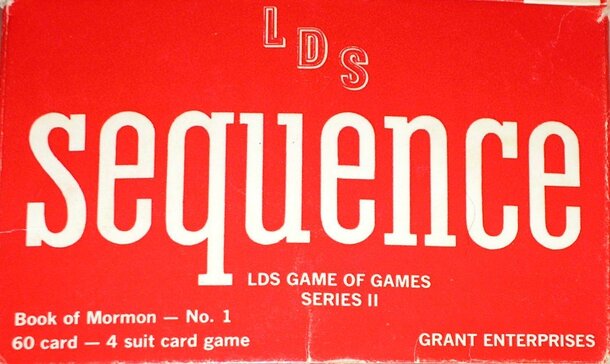 LDS
sequence
LDS GAME OF GAMES
SERIES II
Book of Mormon — No. 1
60 card — 4 suit card game
GRANT ENTERPRISES